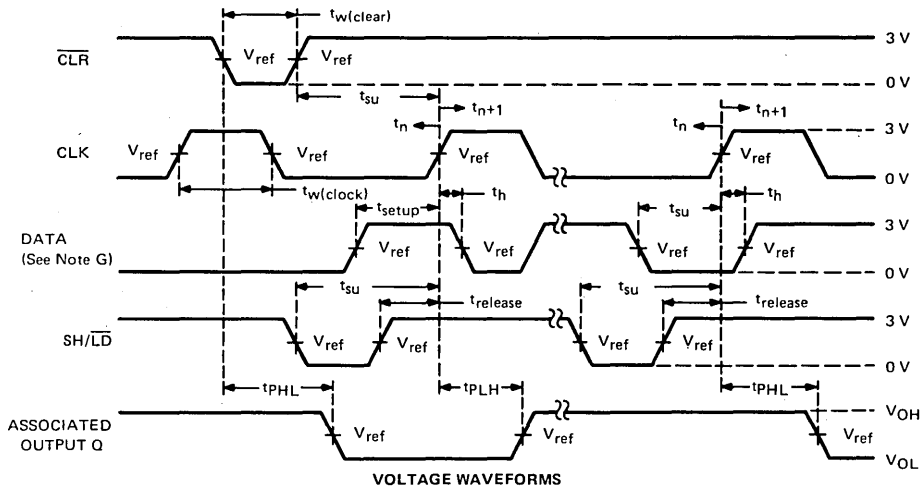 tw(clear)
CLR
Vref
Vref
3 V
0 V
tsu
tn+1
tn
tn+1
tn
CLK
Vref
Vref
Vref
Vref
3 V
0 V
tw(clock)
tsetup
th
tsu
th
DATA
(See Note G)
Vref
Vref
Vref
Vref
3 V
0 V
tsu
trelease
tsu
trelease
SH/LD
Vref
Vref
Vref
Vref
3 V
0 V
tPHL
tPLH
tPHL
ASSOCIATED
OUTPUT Q
Vref
Vref
Vref
VOH
VOL
VOLTAGE WAVEFORMS